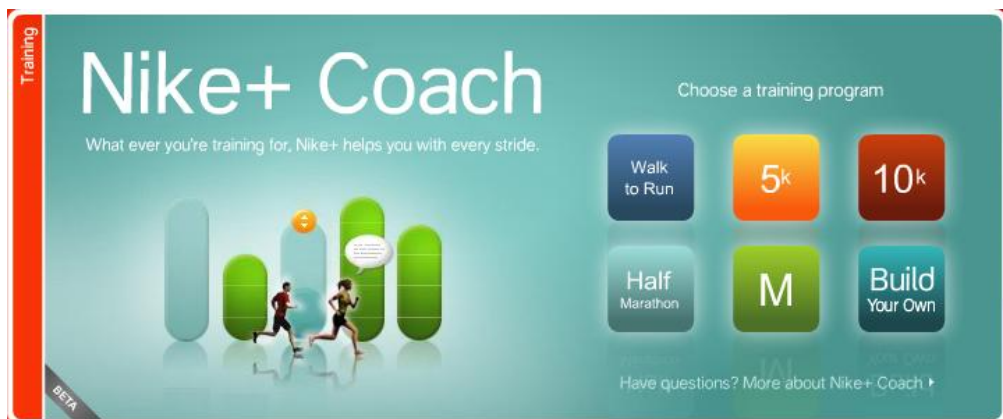 Training
Nike+ Coach
What ever you're training for, Nike+ helps you with every stride.
Choose a training program
Walk
to Run
5k
10k
Half
Marathon
M
Build
Your Own
Have questions? More about Nike+ Coach
BETA